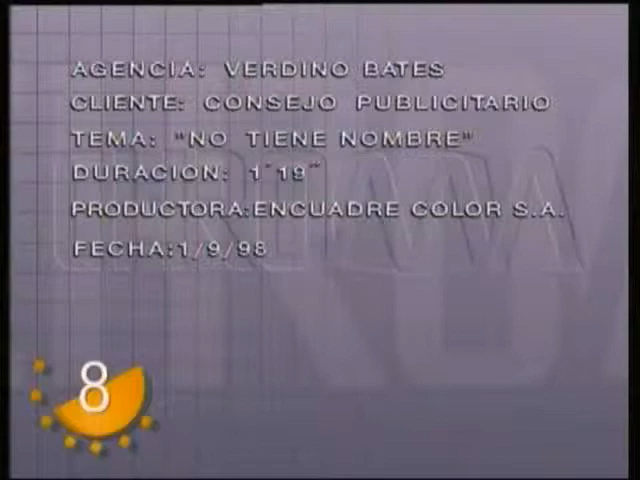 AGENCIA: VERDINO BATES
CLIENTE: CONSEJO PUBLICITARIO
TEMA: "NO TIENE NOMBRE"
DURACION: 1´19¨
PRODUCTORA:ENCUADRE COLOR S.A.
FECHA:1/9/98
8